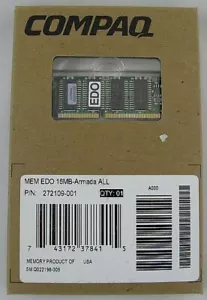 COMPAQ
EDO
MEM EDO 16MB-Armada ALL
P/N: 272109-001 QTY: 01
A000
7 43172 37841 5
MEMORY PRODUCT OF USA